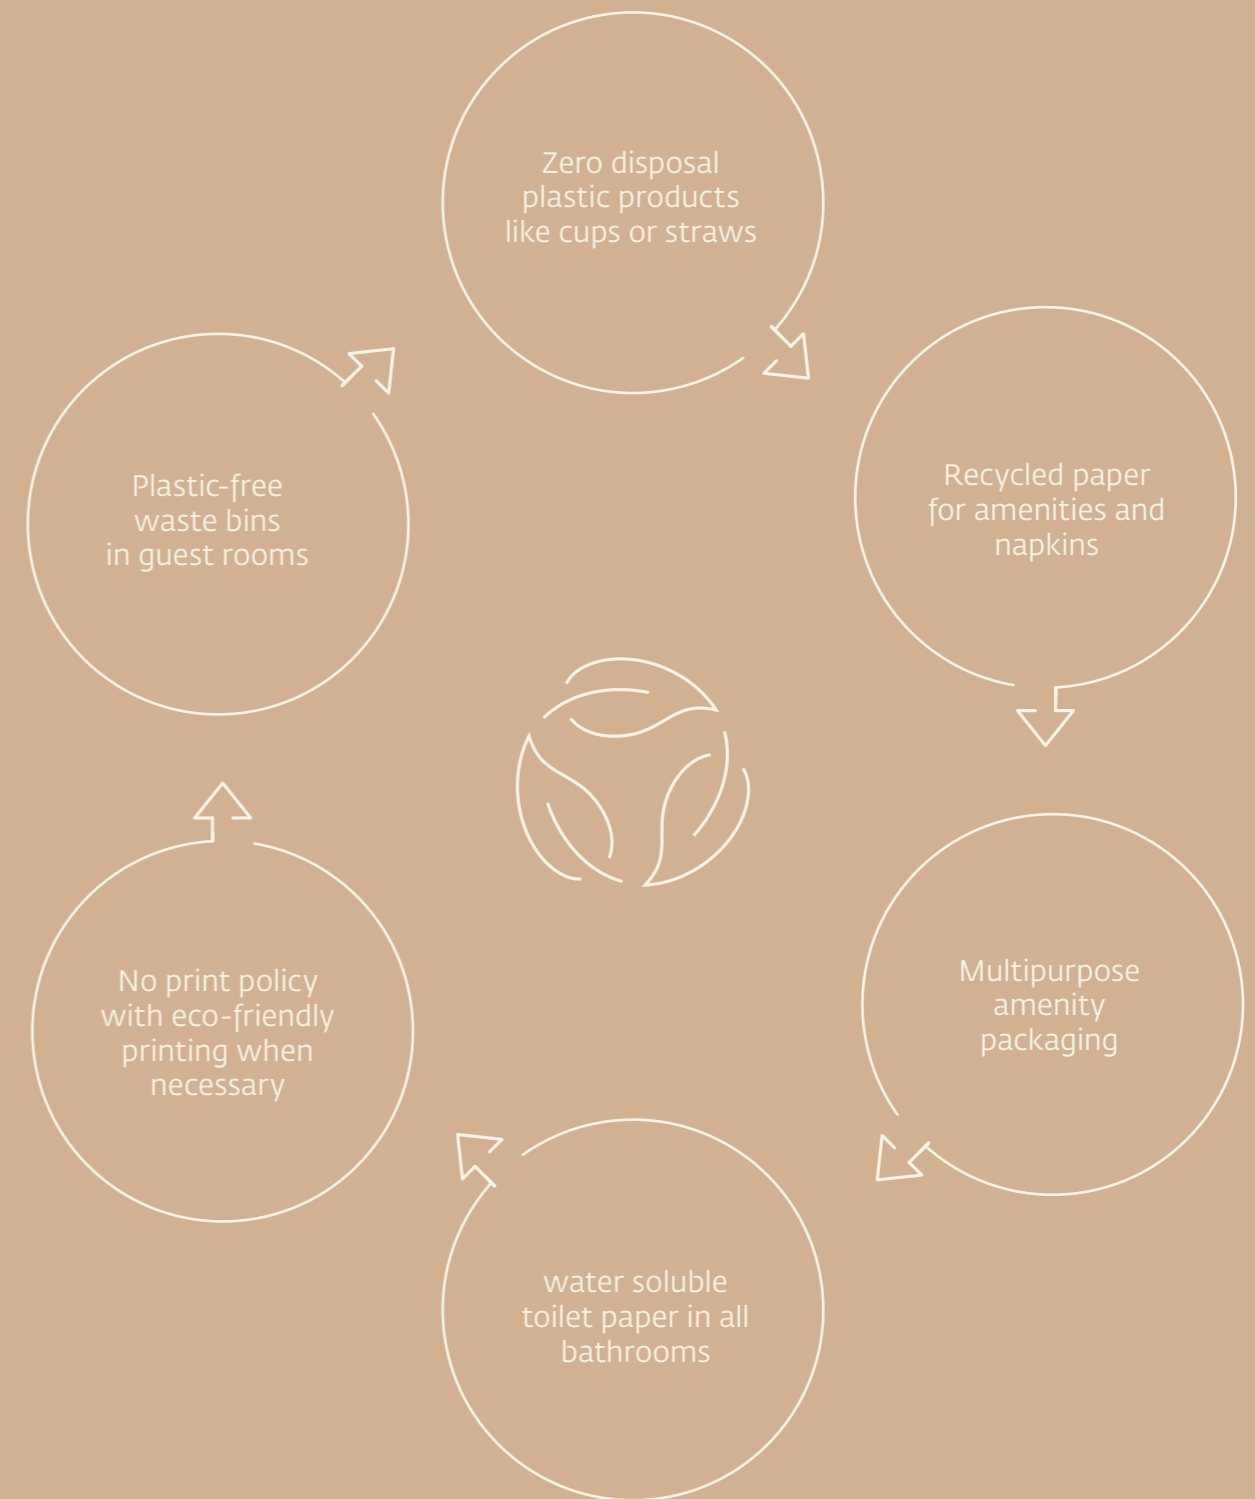 Zero disposal
plastic products
like cups or straws
Recycled paper
for amenities and
napkins
Multipurpose
amenity
packaging
water soluble
toilet paper in all
bathrooms
No print policy
with eco-friendly
printing when
necessary
Plastic-free
waste bins
in guest rooms